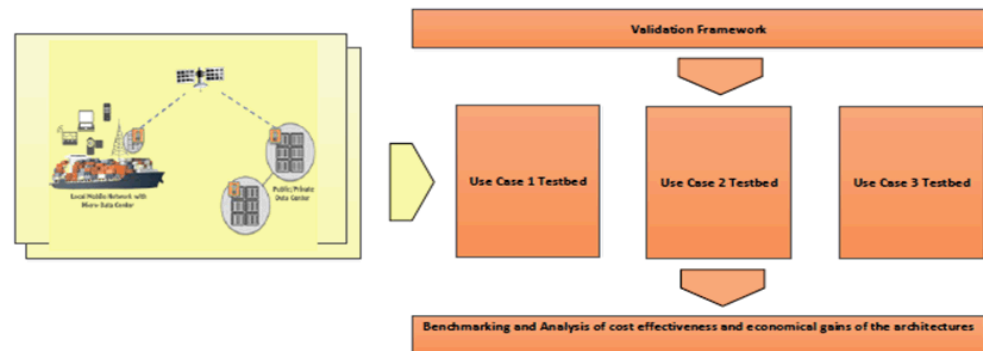 Validation Framework
Local Mobile Network with
Micro Data Center
Public/Private
Data Center
Use Case 1 Testbed
Use Case 2 Testbed
Use Case 3 Testbed
Benchmarking and Analysis of cost effectiveness and economical gains of the architectures